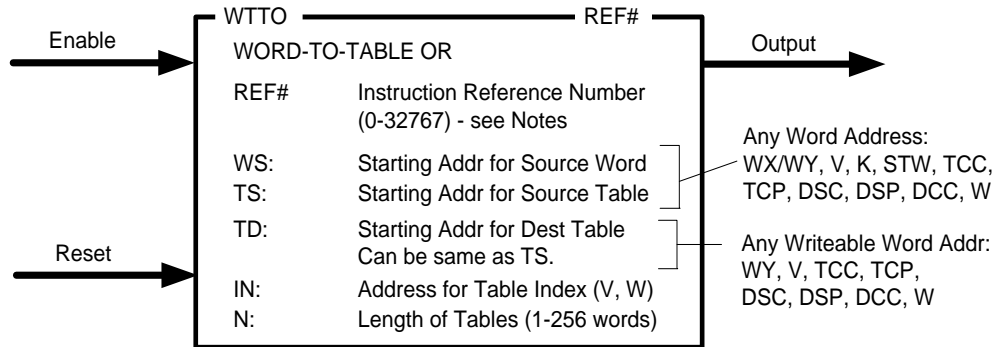 WTTO REF#
Enable
WORD-TO-TABLE OR
Output
REF# Instruction Reference Number
(0-32767) - see Notes
WS: Starting Addr for Source Word
TS: Starting Addr for Source Table
Any Word Address:
WX/WY, V, K, STW, TCC,
TCP, DSC, DSP, DCC, W
TD: Starting Addr for Dest Table
Can be same as TS.
Any Writeable Word Addr:
WY, V, TCC, TCP,
DSC, DSP, DCC, W
Reset
IN: Address for Table Index (V, W)
N: Length of Tables (1-256 words)